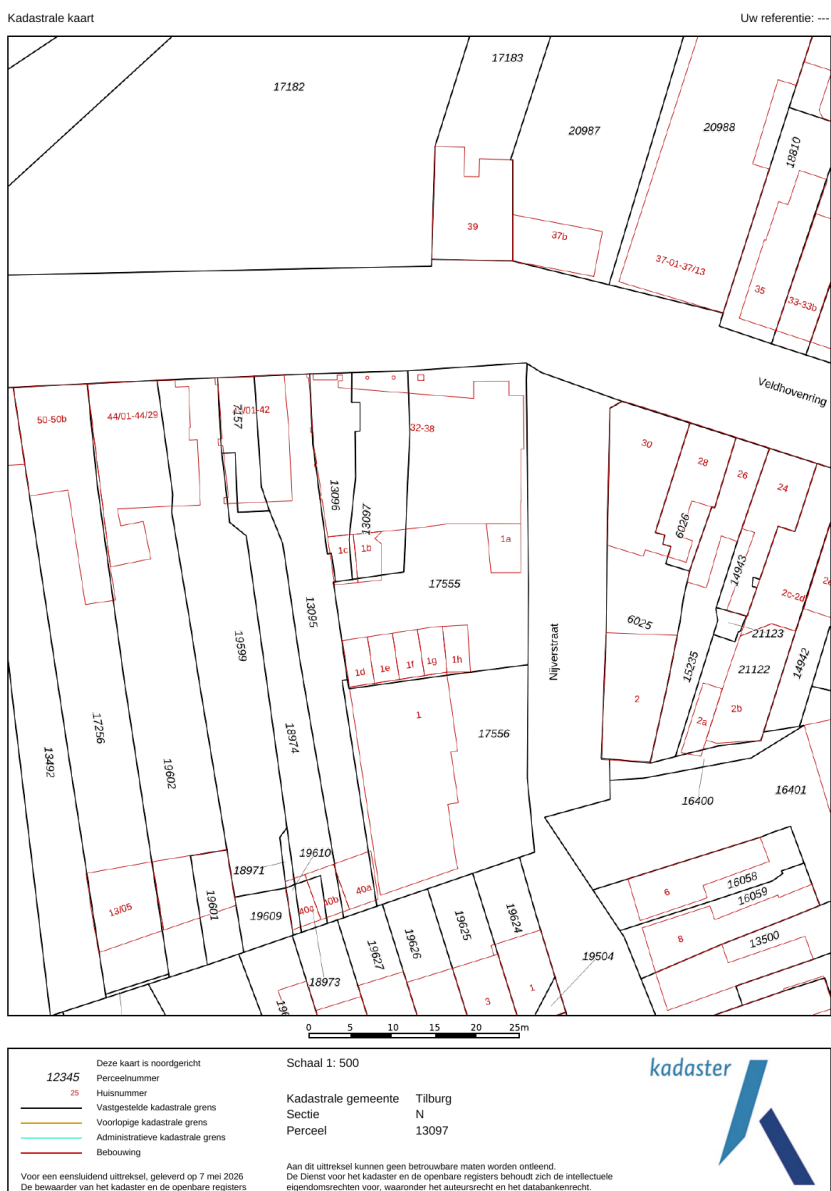 Kadastrale kaart
Uw referentie: ---
17182
17183
20987
20988
18810
39
37b
37-01-37/13
35
33-33b
Veldhovenring
50-50b
44/01-44/29
7157
32-38
30
28
26
24
13096
13097
6026
1c
1b
1a
14943
17555
2c-2d
13095
6025
21123
19599
Nijverstraat
1d
1e
1f
1g
1h
15235
21122
14942
2
2a
2b
1
17256
18974
17556
13492
19602
16400
16401
19610
18971
40a
40b
40c
13/05
19601
19609
6
16058
16059
8
13500
19624
19625
19626
19627
19504
18973
3
1
0 5 10 15 20 25m
Deze kaart is noordgericht
12345 Perceelnummer
25 Huisnummer
Vastgestelde kadastrale grens
Voorlopige kadastrale grens
Administratieve kadastrale grens
Bebouwing
Voor een eensluidend uittreksel, geleverd op 7 mei 2026
De bewaarder van het kadaster en de openbare registers
Schaal 1: 500
Kadastrale gemeente Tilburg
Sectie N
Perceel 13097
Aan dit uittreksel kunnen geen betrouwbare maten worden ontleend.
De Dienst voor het kadaster en de openbare registers behoudt zich de intellectuele
eigendomsrechten voor, waaronder het auteursrecht en het databankenrecht.
kadaster